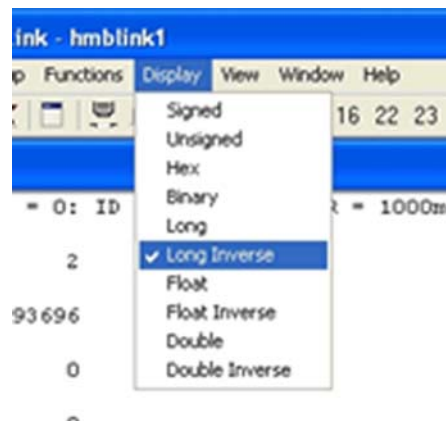 ink - hmblink1
p Functions Display View Window Help
16 22 23
Signed
Unsigned
Hex
Binary
Long
Long Inverse
Float
Float Inverse
Double
Double Inverse
= 0: ID
R = 1000m
2
93696
0